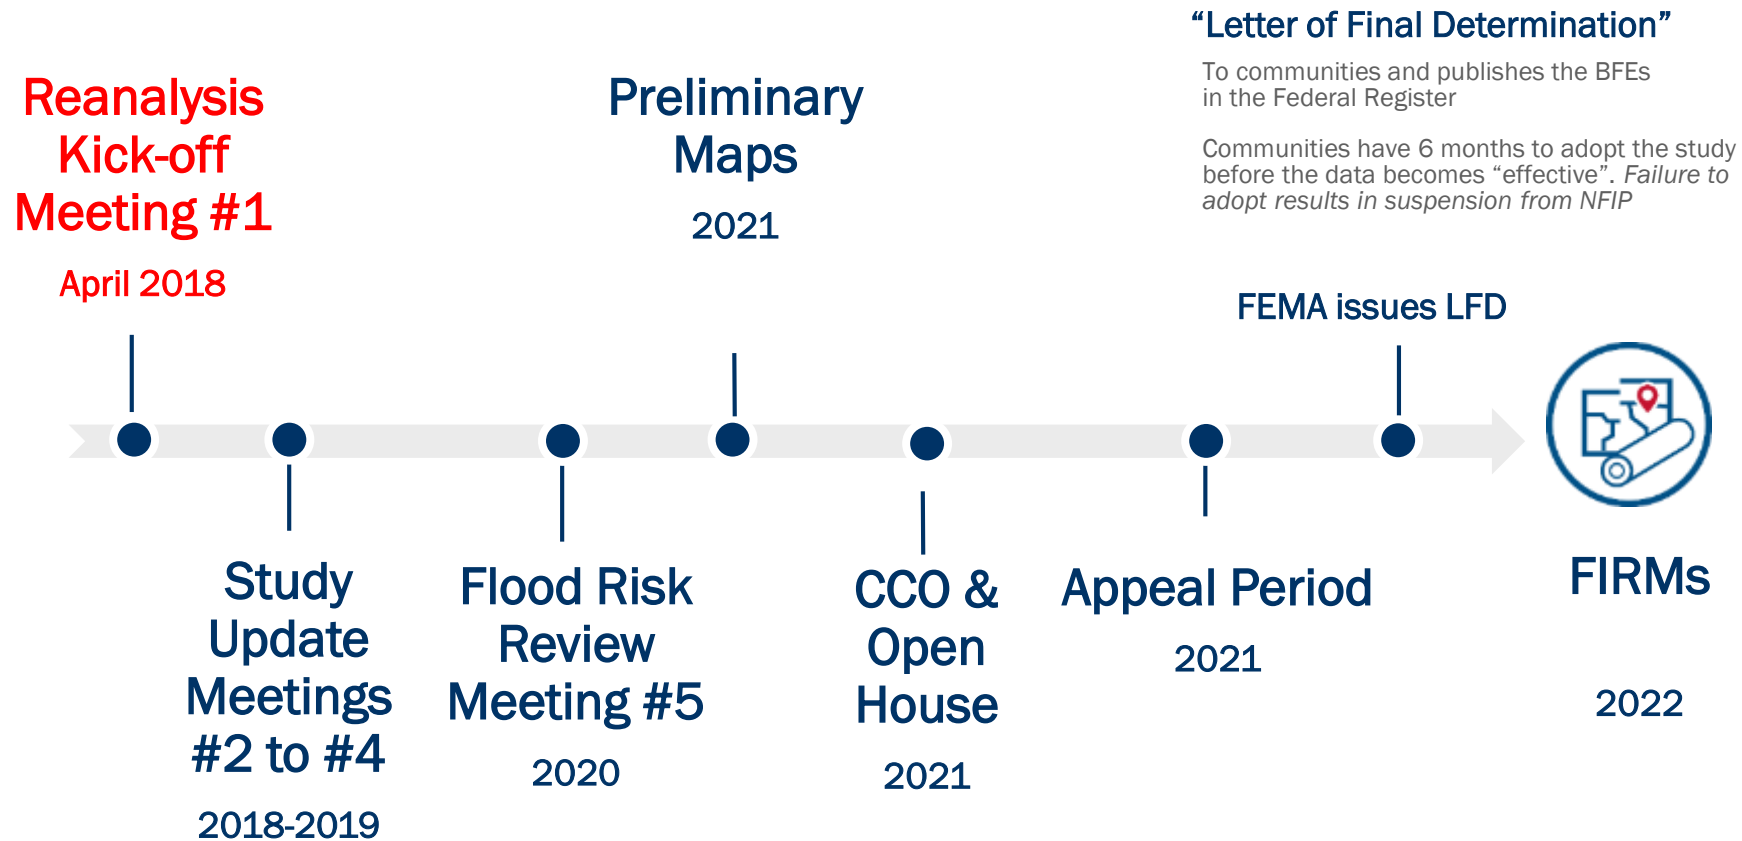 Reanalysis
Kick-off
Meeting #1
April 2018
Study
Update
Meetings
#2 to #4
2018-2019
Flood Risk
Review
Meeting #5
2020
Preliminary
Maps
2021
CCO &
Open
House
2021
Appeal Period
2021
“Letter of Final Determination”
To communities and publishes the BFEs
in the Federal Register
Communities have 6 months to adopt the study
before the data becomes “effective”. Failure to
adopt results in suspension from NFIP
FEMA issues LFD
FIRMs
2022